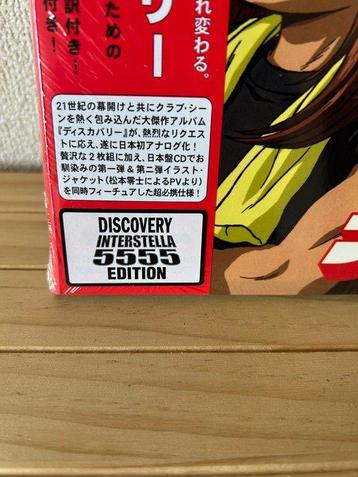 れ変わる。
リー
ための
訳付き!
付き!
21世紀の幕開けと共にクラブ・シー
ンを熱く包み込んだ大傑作アルバム
『ディスカバリー』が、熱烈なリクエス
トに応え、遂に日本初アナログ化!
贅沢な2枚組に加え、日本盤CDでお
馴染みの第一弾&第二弾イラスト・
ジャケット(松本零士によるPVより)
を同時フィーチュアした超必携仕様!
DISCOVERY
INTERSTELLA
5555
EDITION